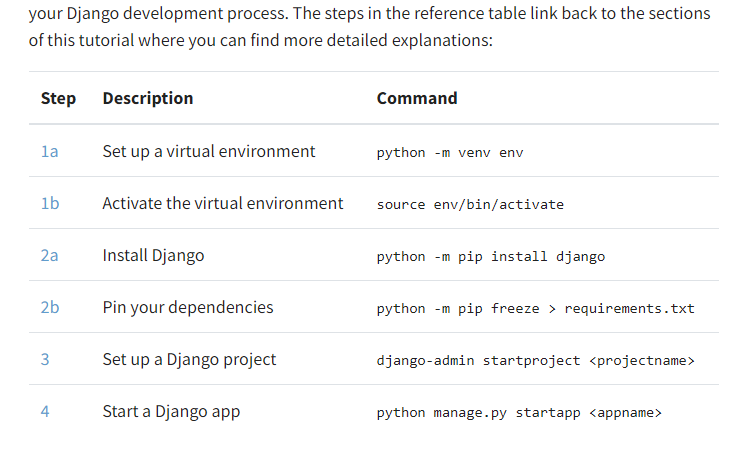 your Django development process. The steps in the reference table link back to the sections
of this tutorial where you can find more detailed explanations:
Step Description Command
1a Set up a virtual environment python -m venv env
1b Activate the virtual environment source env/bin/activate
2a Install Django python -m pip install django
2b Pin your dependencies python -m pip freeze > requirements.txt
3 Set up a Django project django-admin startproject <projectname>
4 Start a Django app python manage.py startapp <appname>